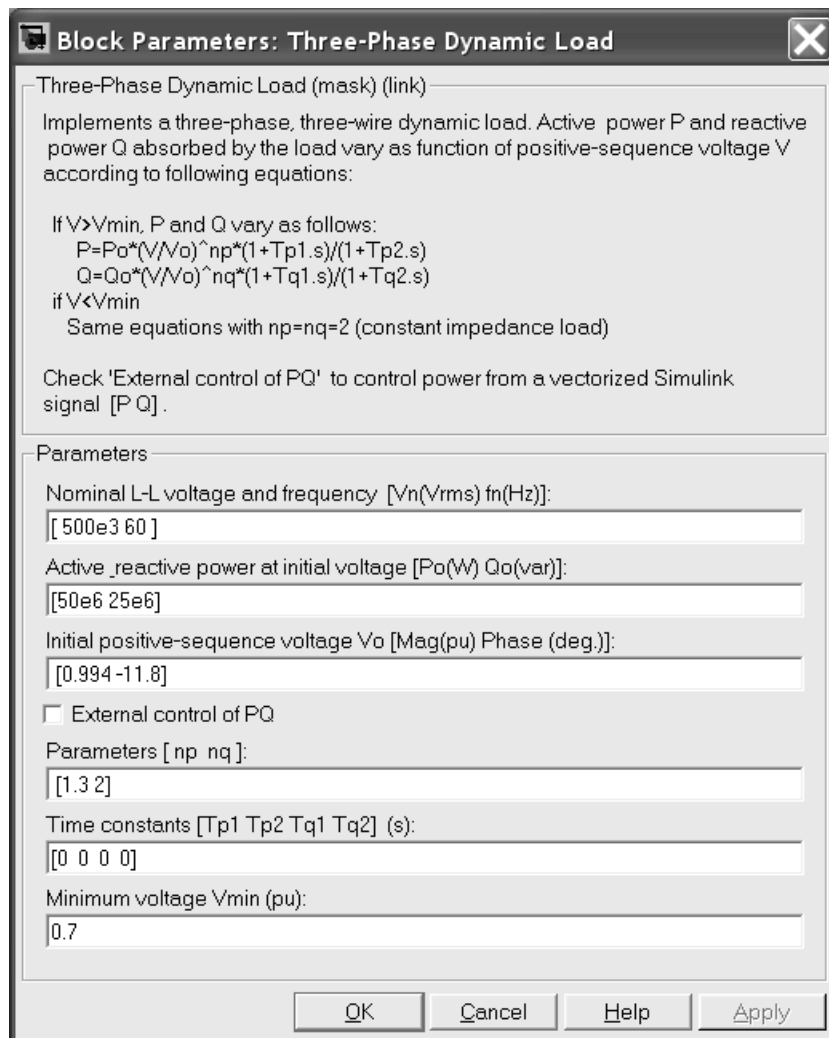 Block Parameters: Three-Phase Dynamic Load
Three-Phase Dynamic Load (mask) (link)
Implements a three-phase, three-wire dynamic load. Active power P and reactive
power Q absorbed by the load vary as function of positive-sequence voltage V
according to following equations:
If V>Vmin, P and Q vary as follows:
P=Po*(V/Vo)^np*(1+Tp1.s)/(1+Tp2.s)
Q=Qo*(V/Vo)^nq*(1+Tq1.s)/(1+Tq2.s)
if V<Vmin
Same equations with np=nq=2 (constant impedance load)
Check 'External control of PQ' to control power from a vectorized Simulink
signal [P Q] .
Parameters
Nominal L-L voltage and frequency [Vn(Vrms) fn(Hz)]:
[ 500e3 60 ]
Active _reactive power at initial voltage [Po(W) Qo(var)]:
[50e6 25e6]
Initial positive-sequence voltage Vo [Mag(pu) Phase (deg.)]:
[0.994 -11.8]
External control of PQ
Parameters [ np nq ]:
[1.3 2]
Time constants [Tp1 Tp2 Tq1 Tq2] (s):
[0 0 0 0]
Minimum voltage Vmin (pu):
0.7
OK Cancel Help Apply